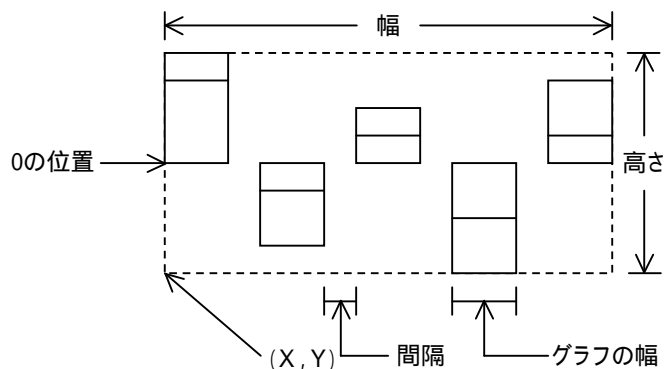 幅
0の位置
高さ
(X,Y)
間隔
グラフの幅